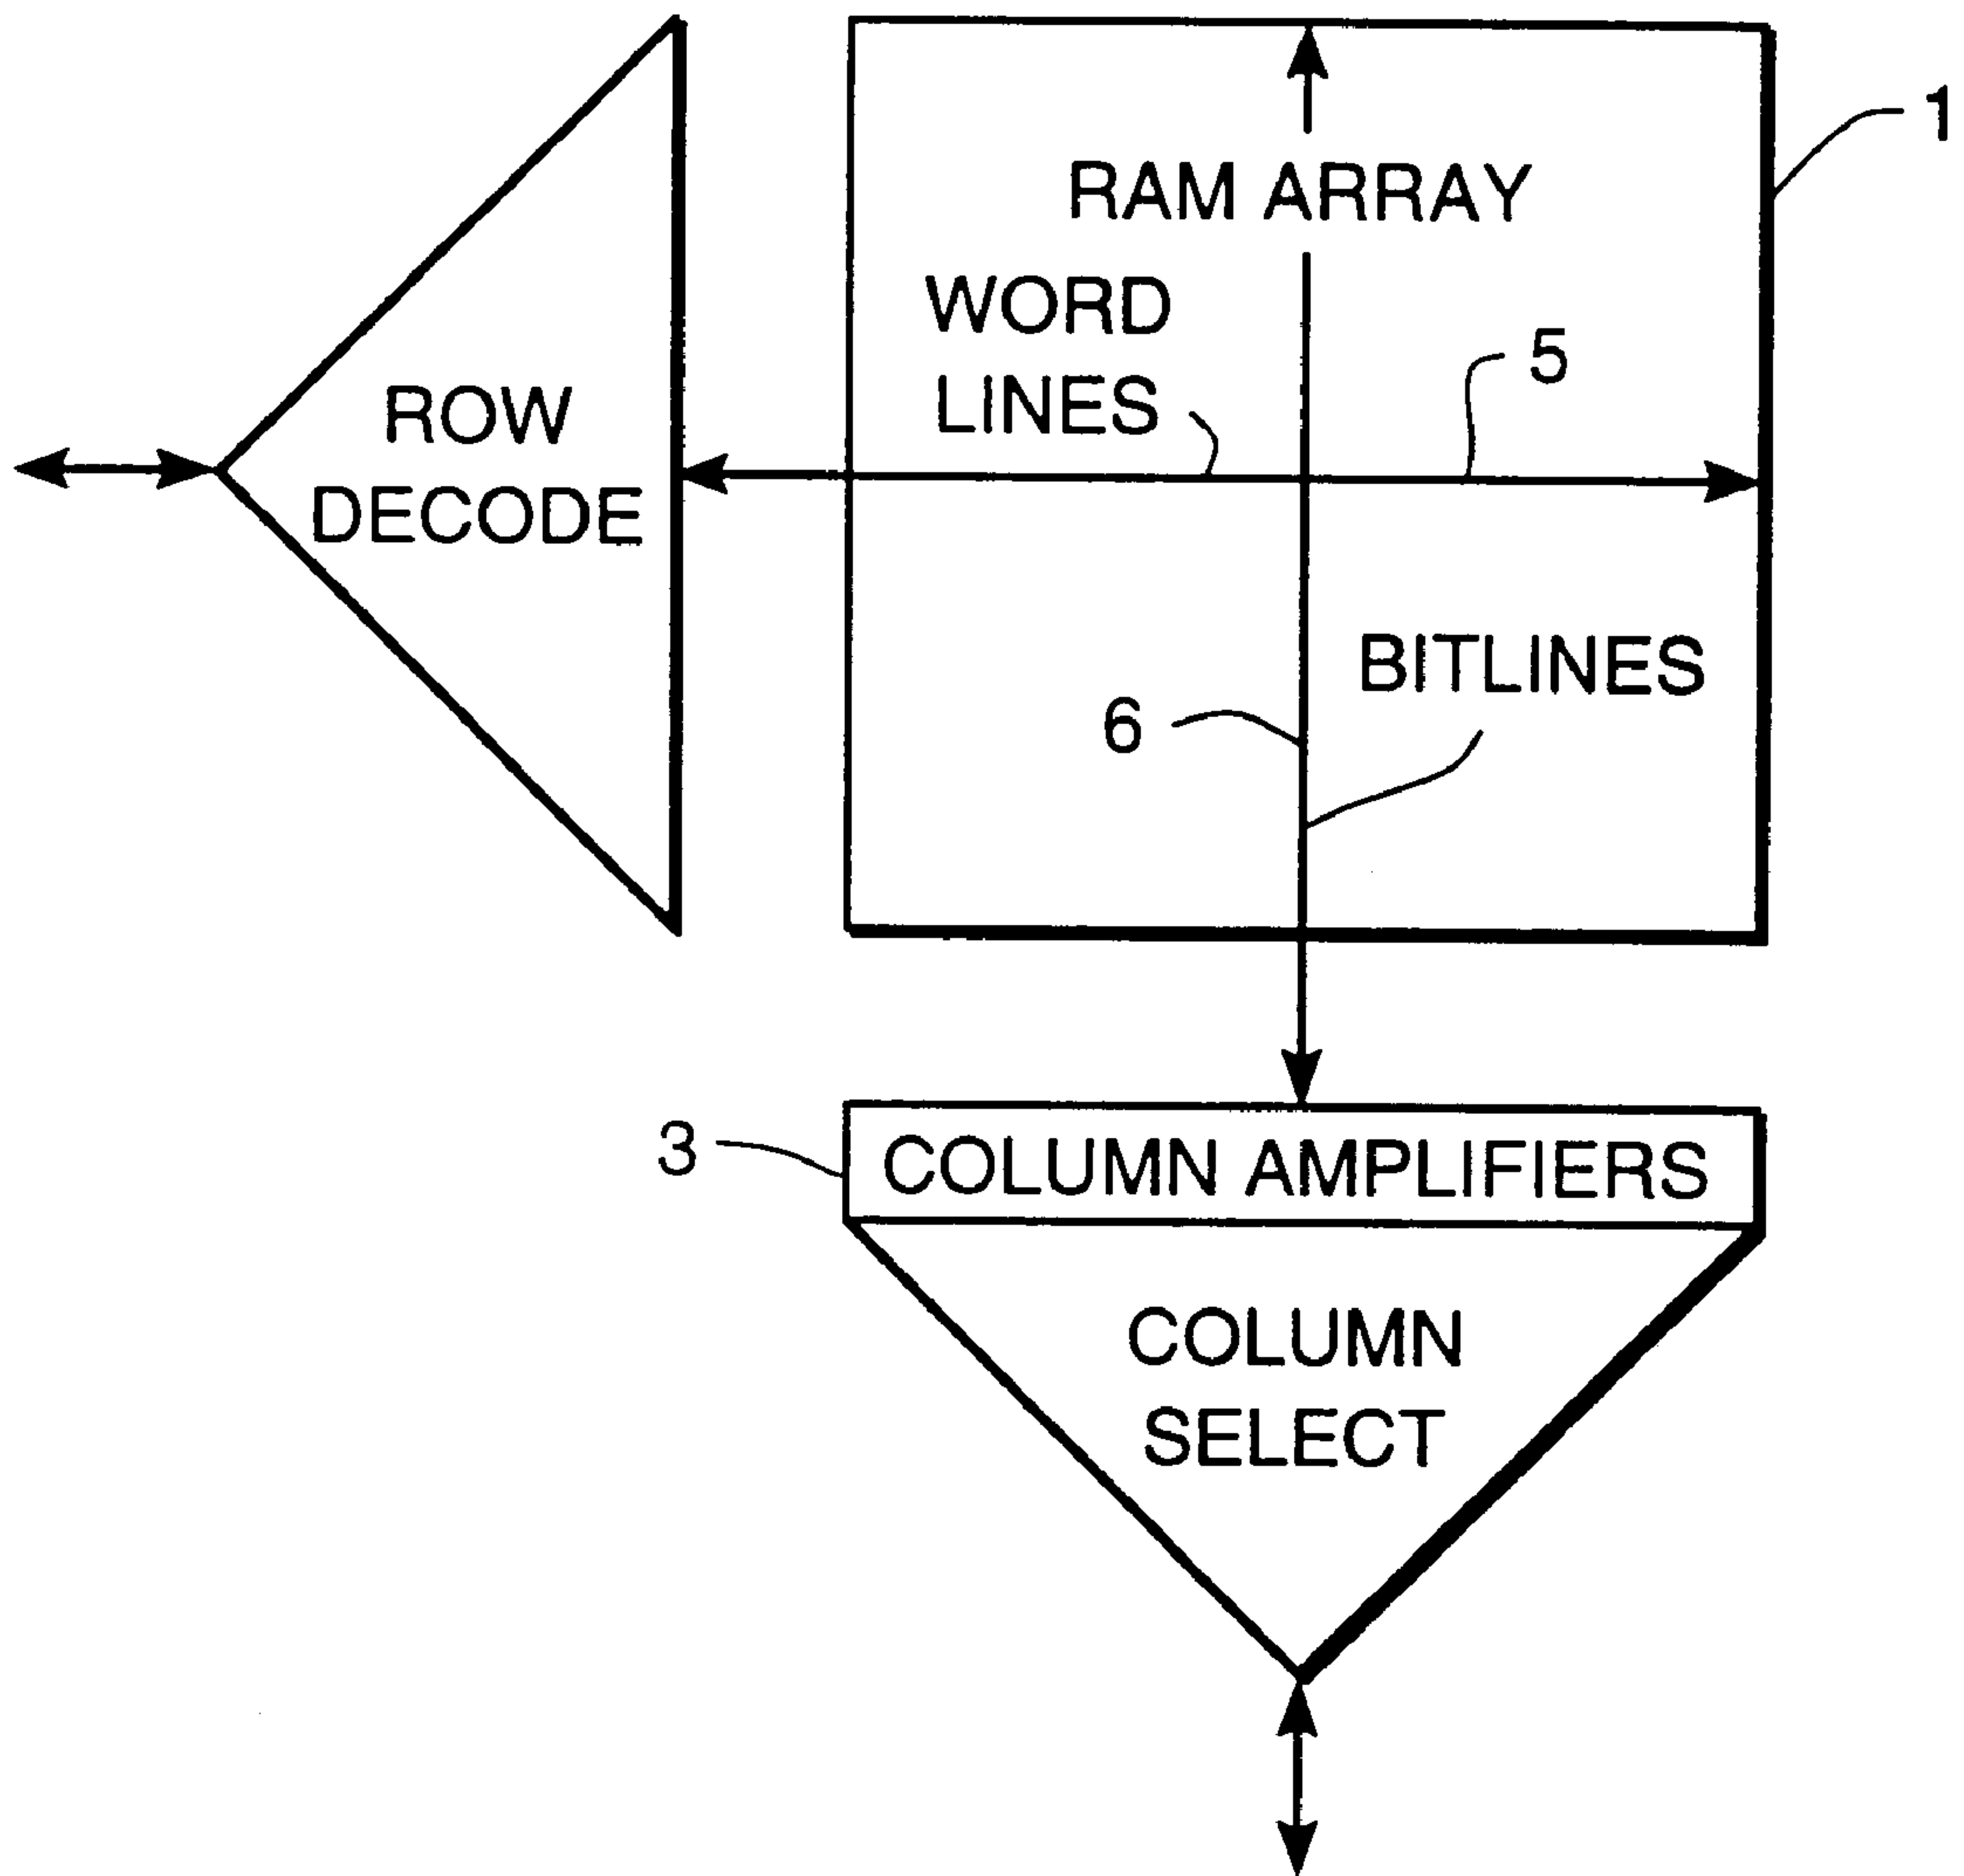 1
RAM ARRAY
WORD
LINES
5
ROW
DECODE
BITLINES
6
3
COLUMN AMPLIFIERS
COLUMN
SELECT